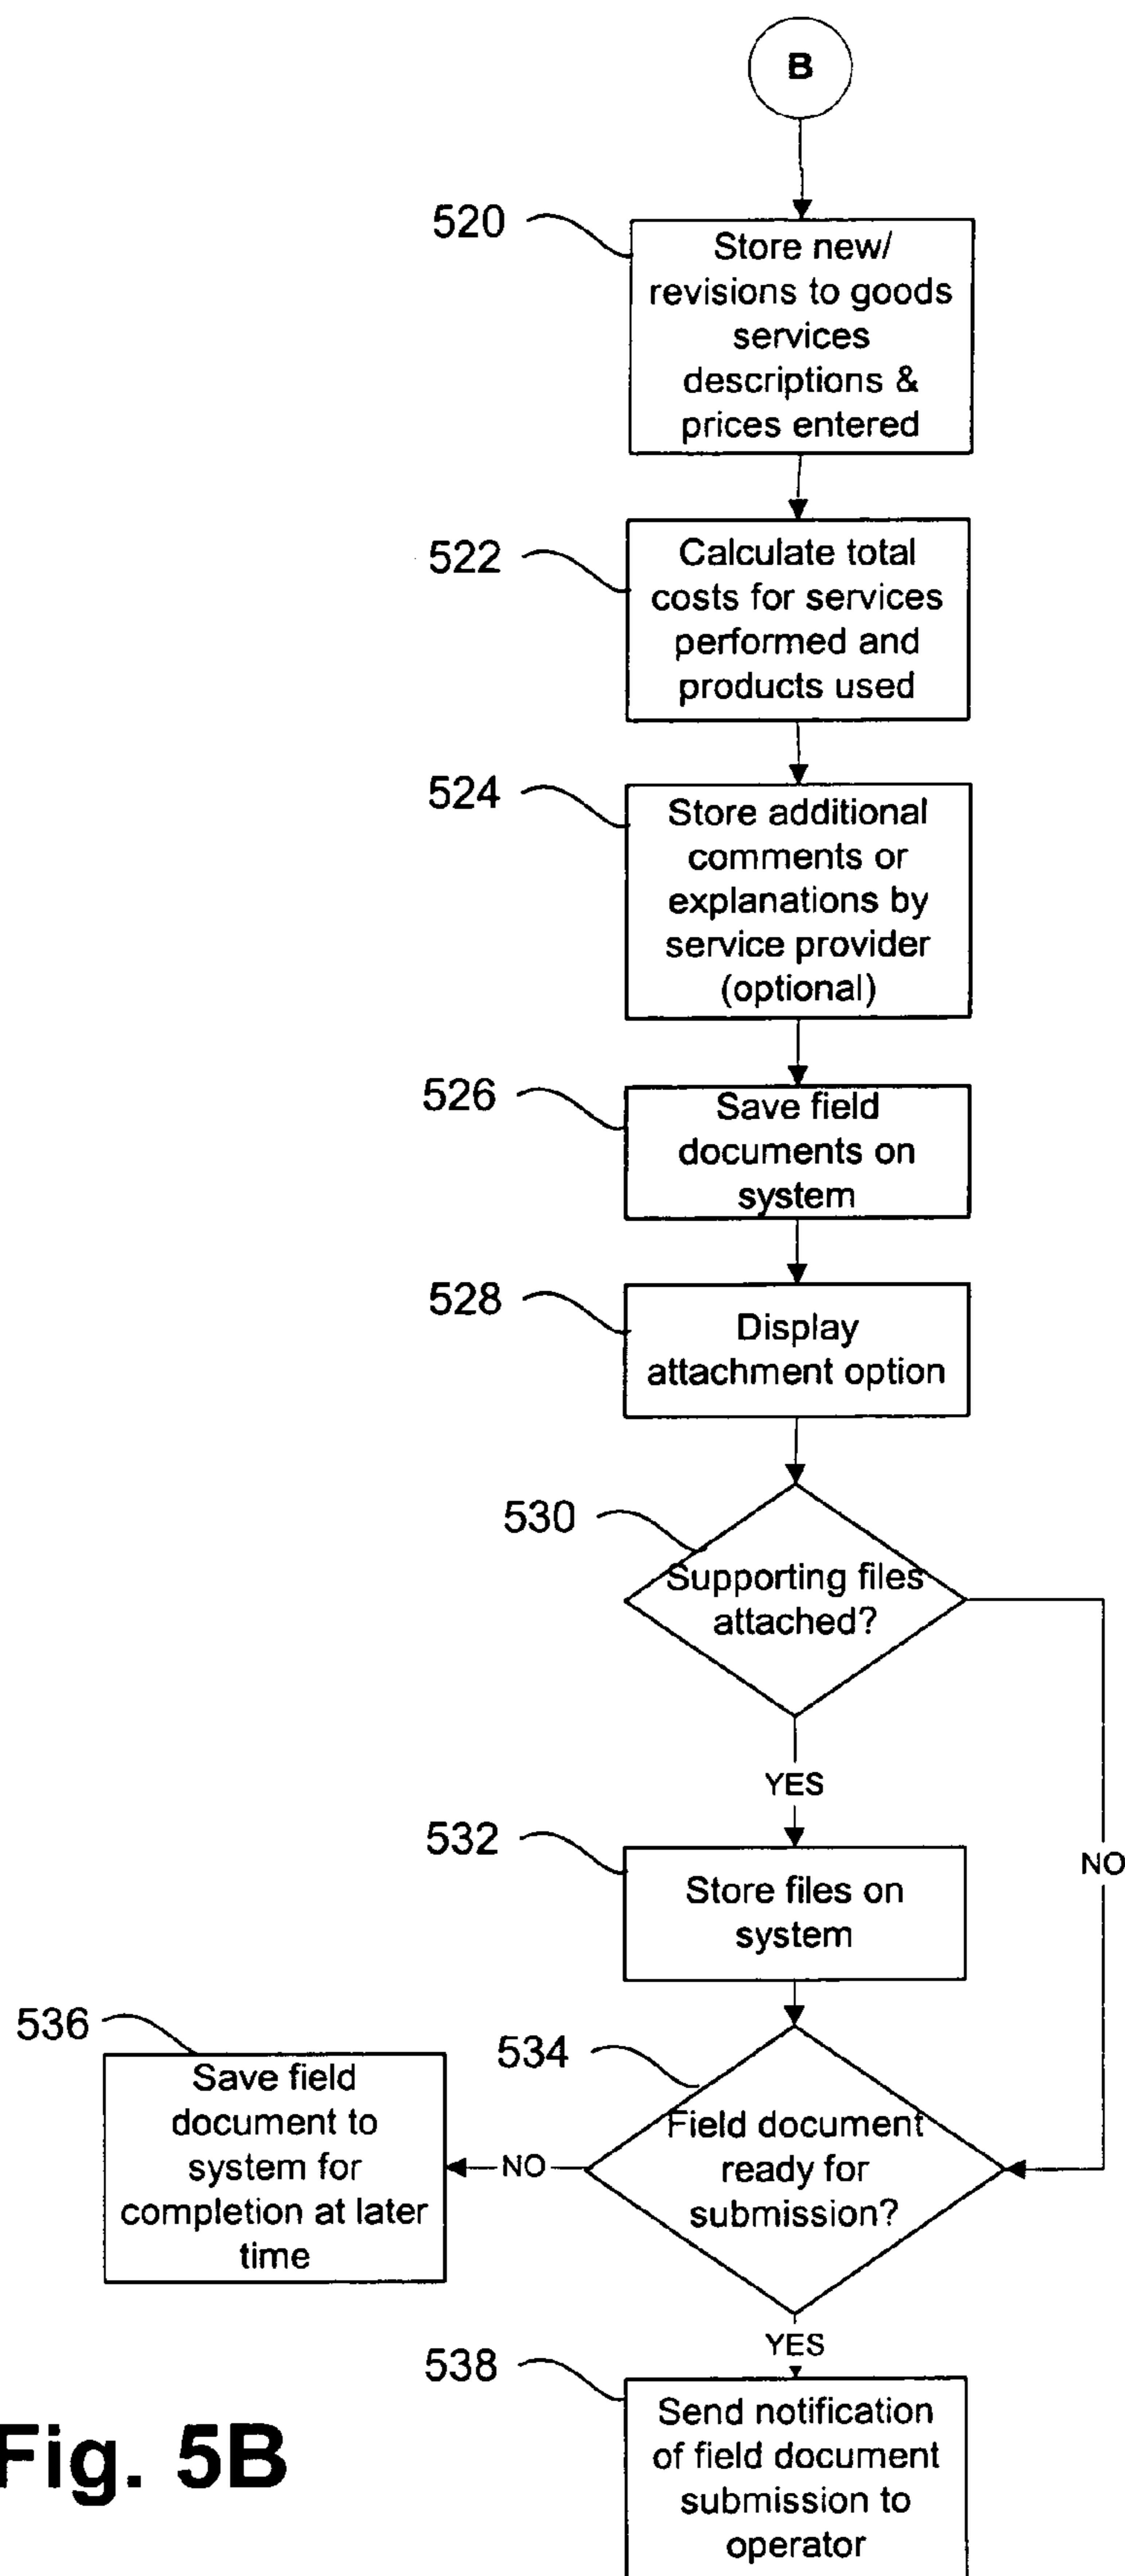 B
520
Store new/
revisions to goods
services
descriptions &
prices entered
522
Calculate total
costs for services
performed and
products used
524
Store additional
comments or
explanations by
service provider
(optional)
526
Save field
documents on
system
528
Display
attachment option
530
Supporting files
attached?
YES
NO
532
Store files on
system
536
Save field
document to
system for
completion at later
time
534
Field document
ready for
submission?
NO
YES
538
Send notification
of field document
submission to
operator
Fig. 5B